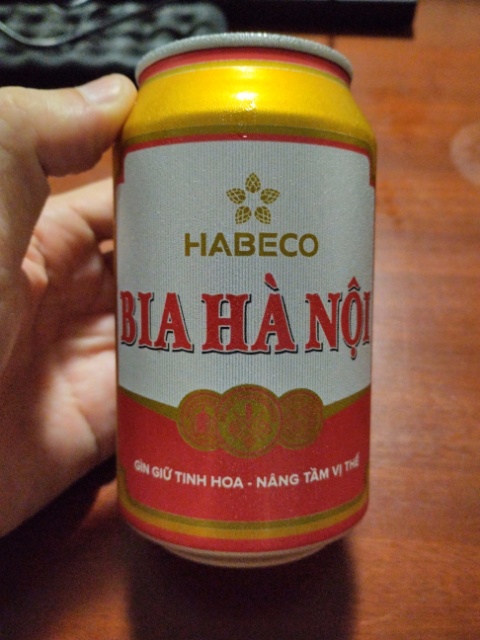 HABECO
BIA HÀ NỘI
GÌN GIỮ TINH HOA - NÂNG TẦM VỊ THẾ